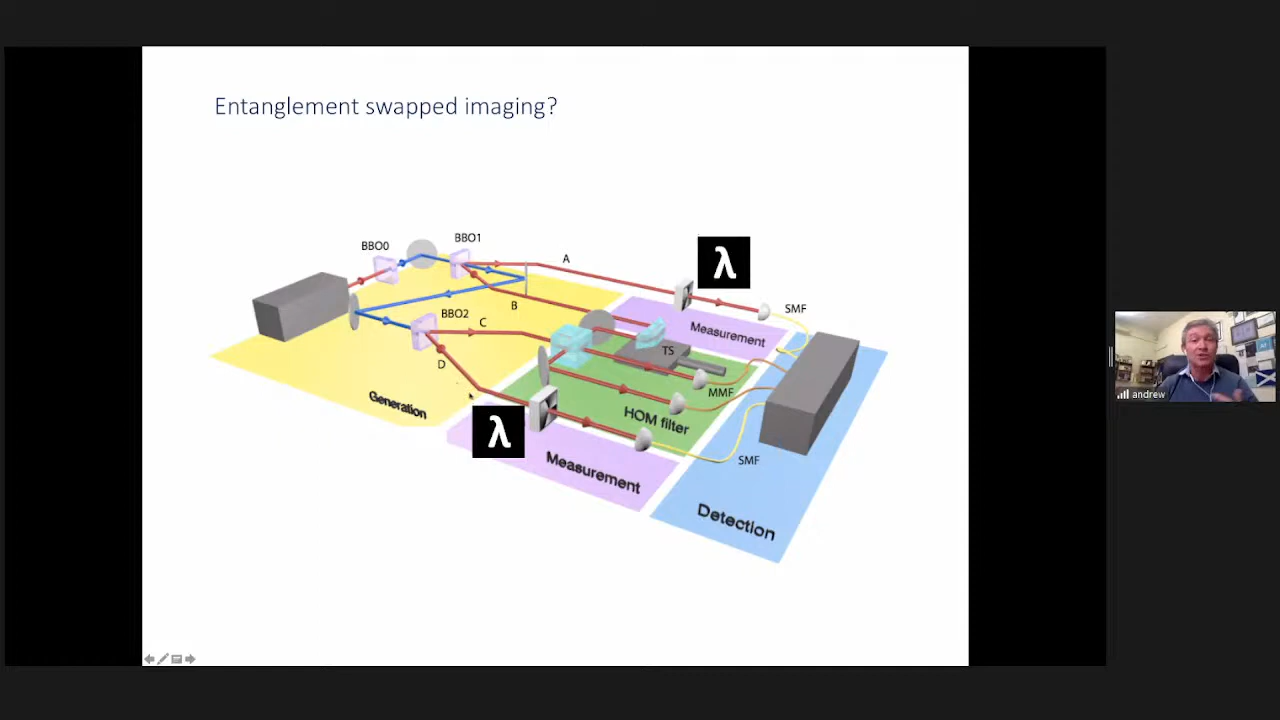 Entanglement swapped imaging?
BBO0
BBO1
λ
A
B
SMF
BBO2
C
Measurement
TS
D
MMF
Generation
HOM filter
λ
SMF
Measurement
Detection
andrew